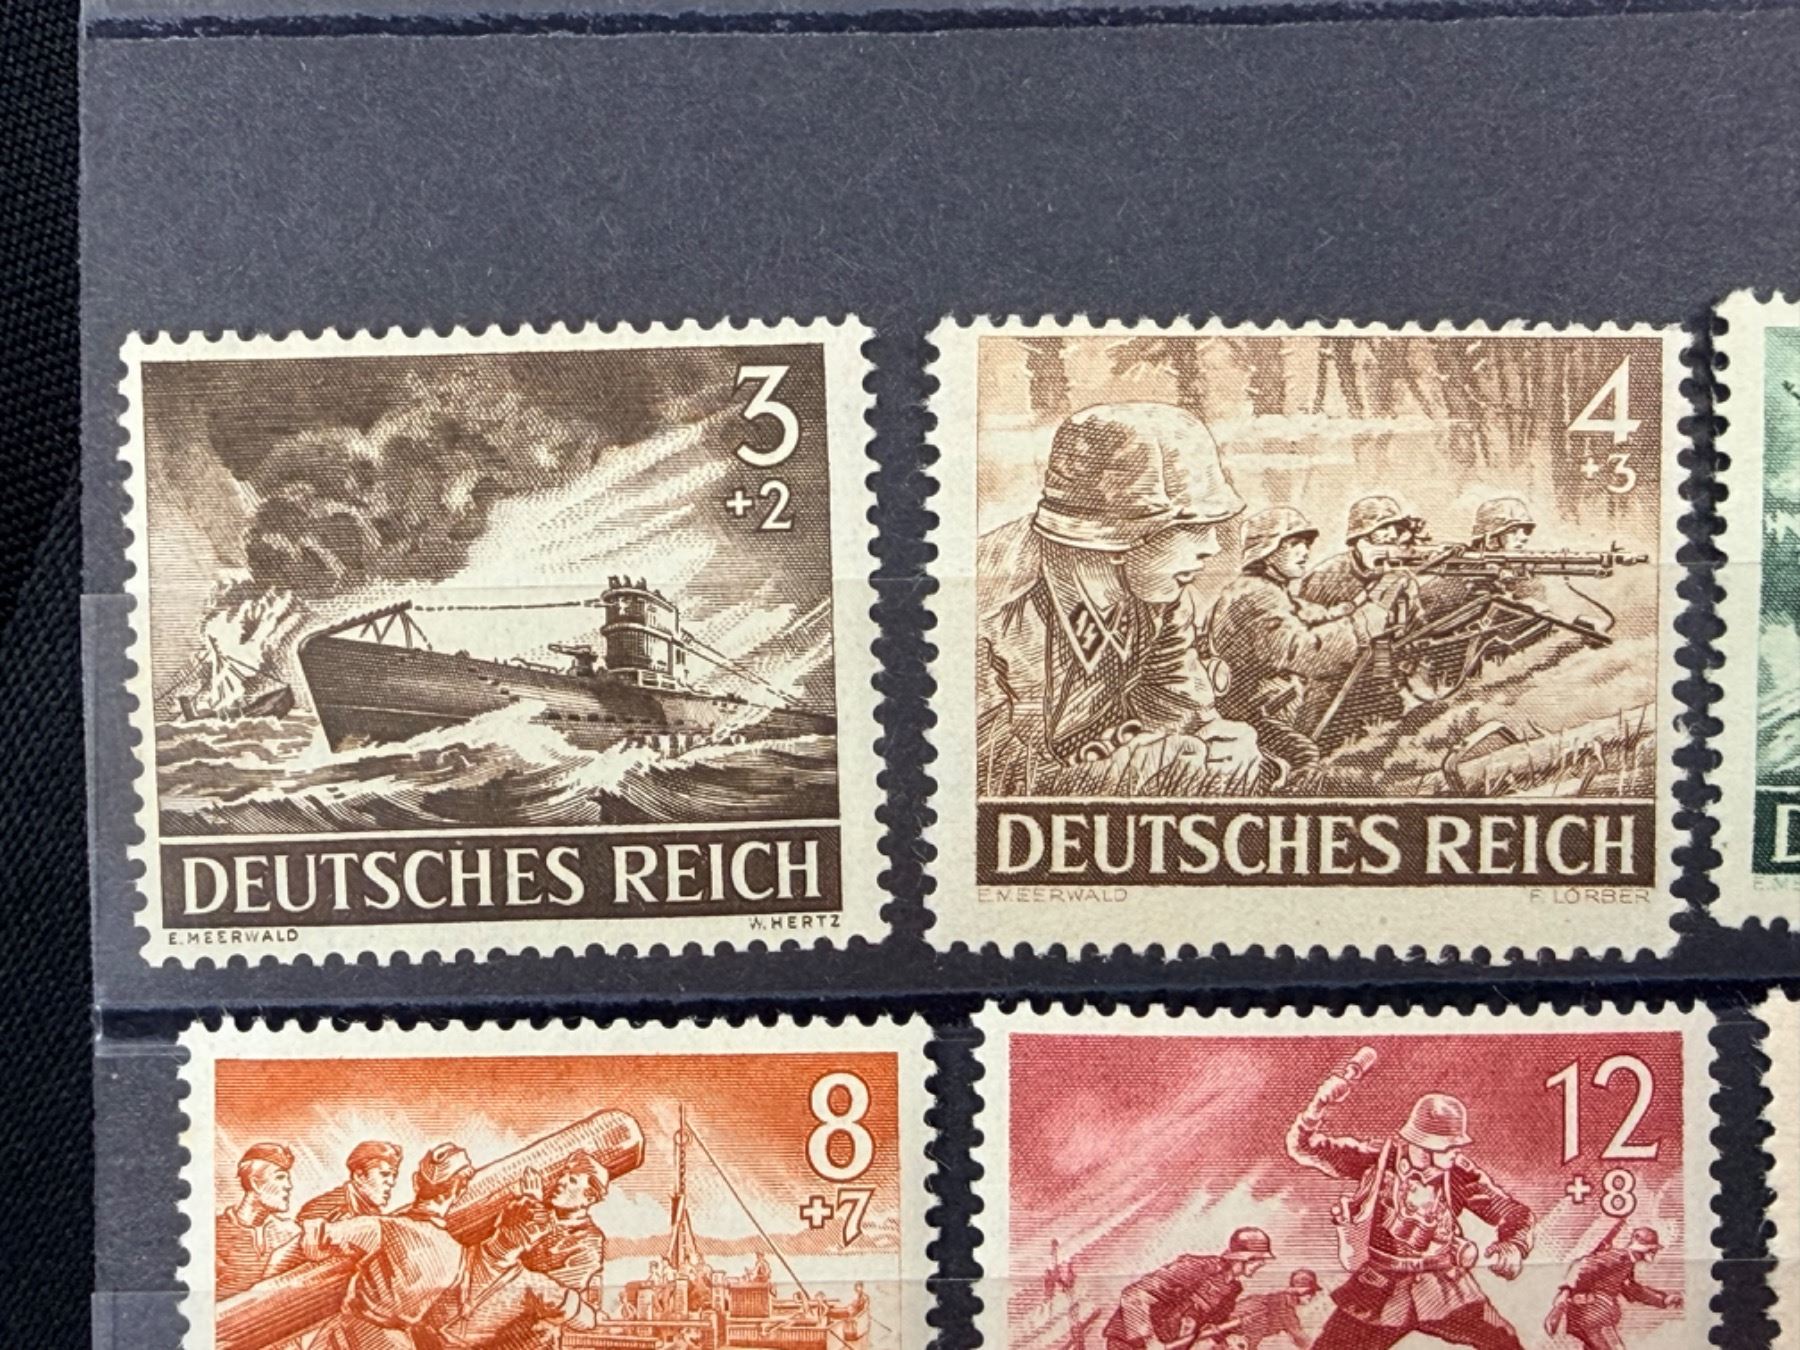 3
+2
DEUTSCHES REICH
E. MEERWALD W. HERTZ
4
+3
DEUTSCHES REICH
E. MEERWALD F. LORBER
D
8
+7
12
+8